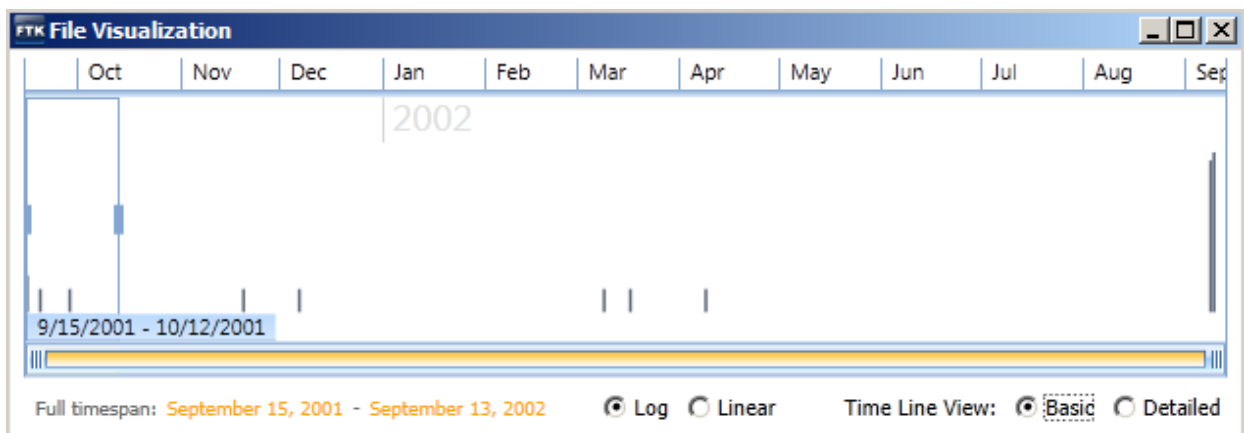 FTK File Visualization
Oct Nov Dec Jan Feb Mar Apr May Jun Jul Aug Sep
2002
9/15/2001 - 10/12/2001
Full timespan: September 15, 2001 - September 13, 2002 Log Linear Time Line View: Basic Detailed